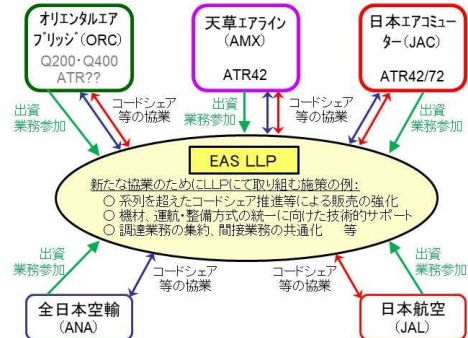 オリエンタルエア
ブリッジ(ORC)
Q200・Q400
ATR??
天草エアライン
(AMX)
ATR42
日本エアコミュー
ター(JAC)
ATR42/72
出資
業務参加
コードシェア
等の協業
出資
業務参加
コードシェア
等の協業
出資
業務参加
EAS LLP
新たな協業のためにLLPにて取り組む施策の例:
○ 系列を超えたコードシェア推進等による販売の強化
○ 機材、運航・整備方式の統一に向けた技術的サポート
○ 調達業務の集約、間接業務の共通化 等
出資
業務参加
コードシェア
等の協業
コードシェア
等の協業
出資
業務参加
全日本空輸
(ANA)
日本航空
(JAL)